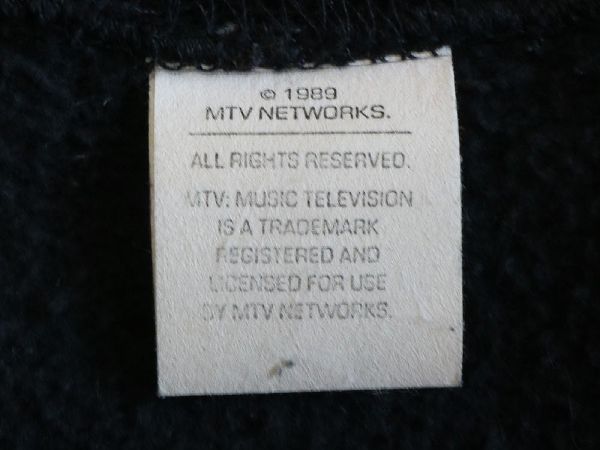 © 1989
MTV NETWORKS.
ALL RIGHTS RESERVED.
MTV: MUSIC TELEVISION
IS A TRADEMARK
REGISTERED AND
LICENSED FOR USE
BY MTV NETWORKS.